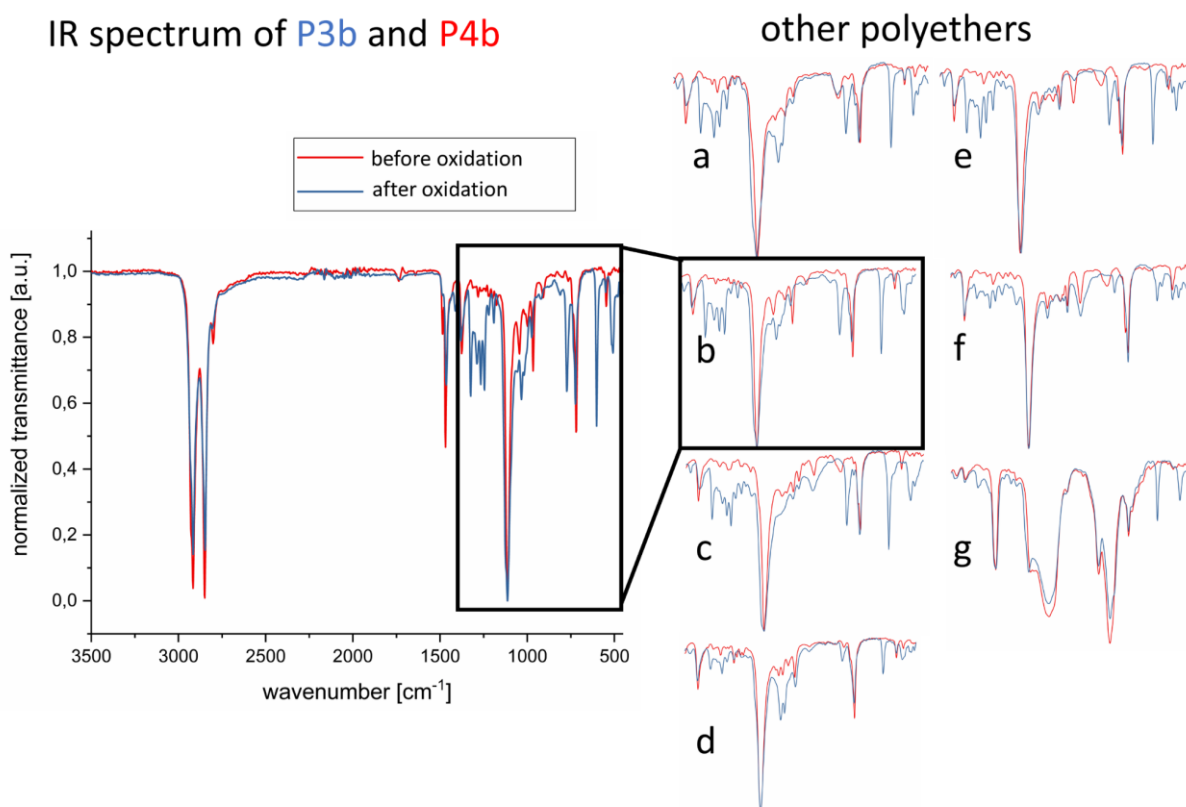 IR spectrum of P3b and P4b
other polyethers
before oxidation
after oxidation
normalized transmittance [a.u.]
1,0
0,8
0,6
0,4
0,2
0,0
3500 3000 2500 2000 1500 1000 500
wavenumber [cm⁻¹]
a
e
b
f
c
g
d